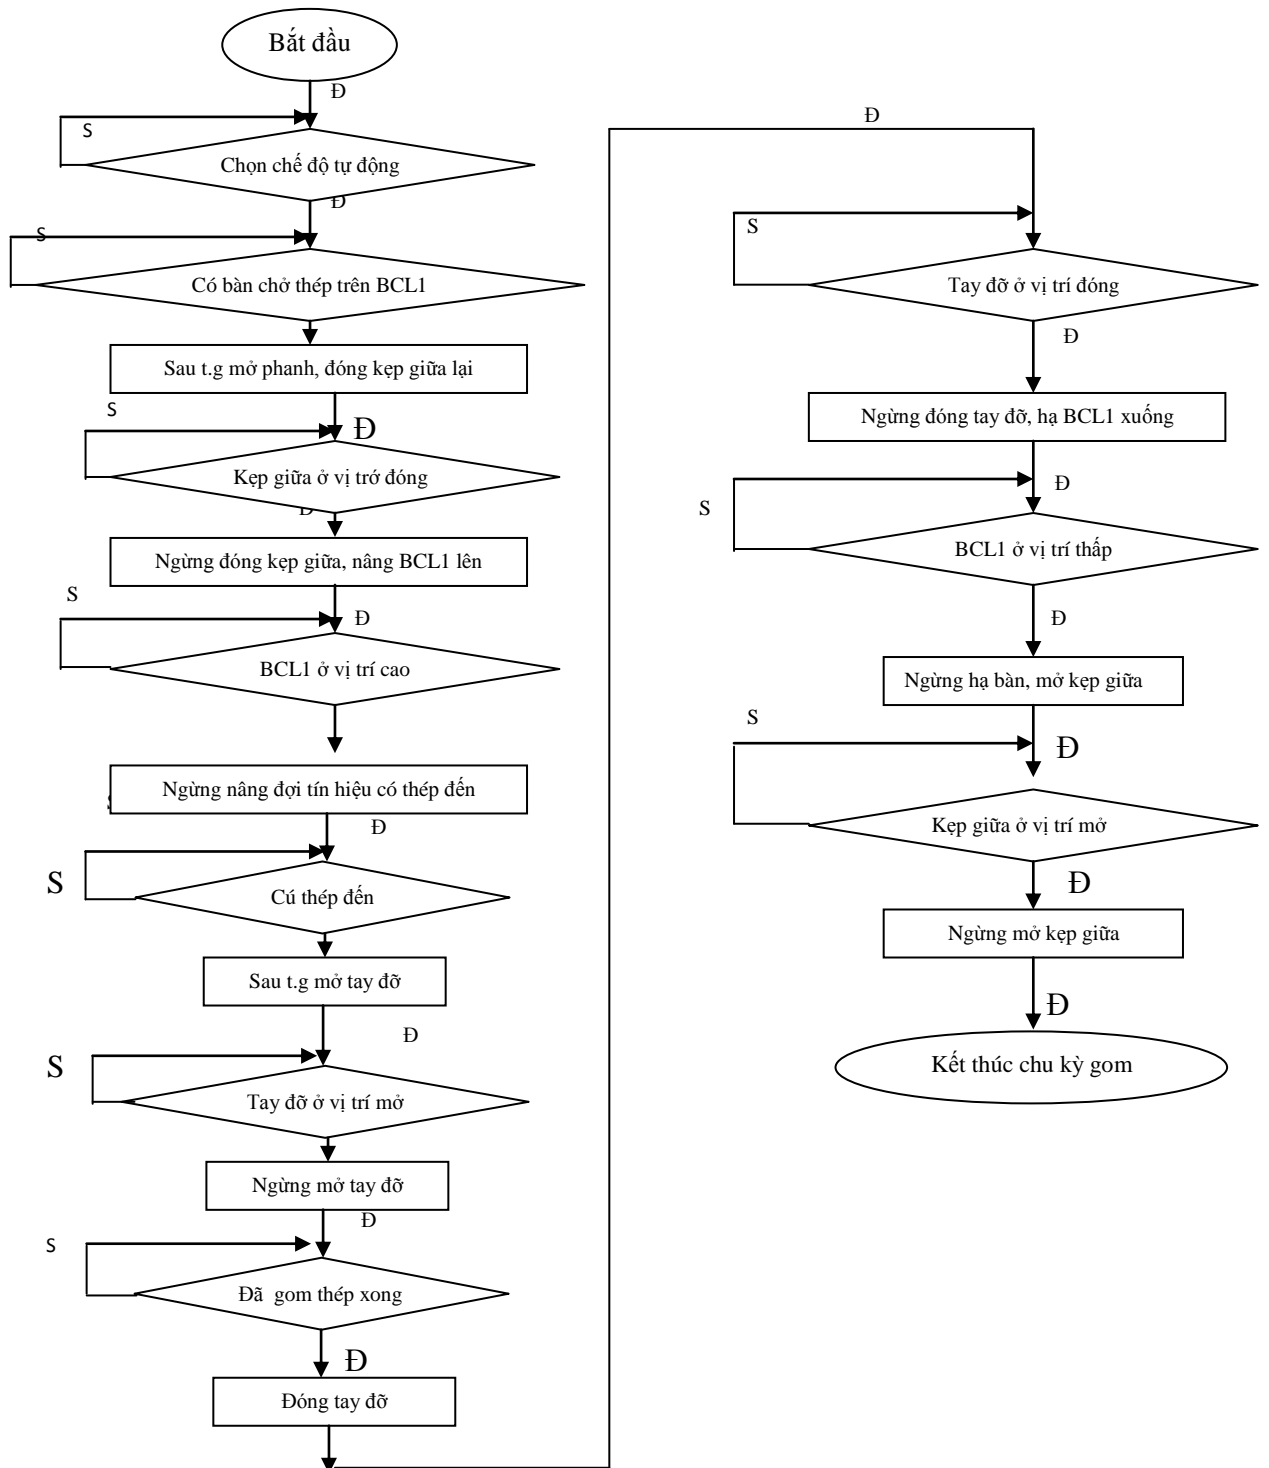 Bắt đầu
Đ
S
Chọn chế độ tự động
Đ
S
Có bàn chở thép trên BCL1
Sau t.g mở phanh, đóng kẹp giữa lại
S
Đ
Kẹp giữa ở vị trớ đóng
Đ
Ngừng đóng kẹp giữa, nâng BCL1 lên
S
Đ
BCL1 ở vị trí cao
Ngừng nâng đợi tín hiệu có thép đến
S
Đ
S
Cú thép đến
Sau t.g mở tay đỡ
Đ
S
Tay đỡ ở vị trí mở
Ngừng mở tay đỡ
Đ
S
Đã gom thép xong
Đ
Đóng tay đỡ
Đ
S
Tay đỡ ở vị trí đóng
Đ
Ngừng đóng tay đỡ, hạ BCL1 xuống
Đ
S
BCL1 ở vị trí thấp
Đ
Ngừng hạ bàn, mở kẹp giữa
S
Đ
Kẹp giữa ở vị trí mở
Đ
Ngừng mở kẹp giữa
Đ
Kết thúc chu kỳ gom